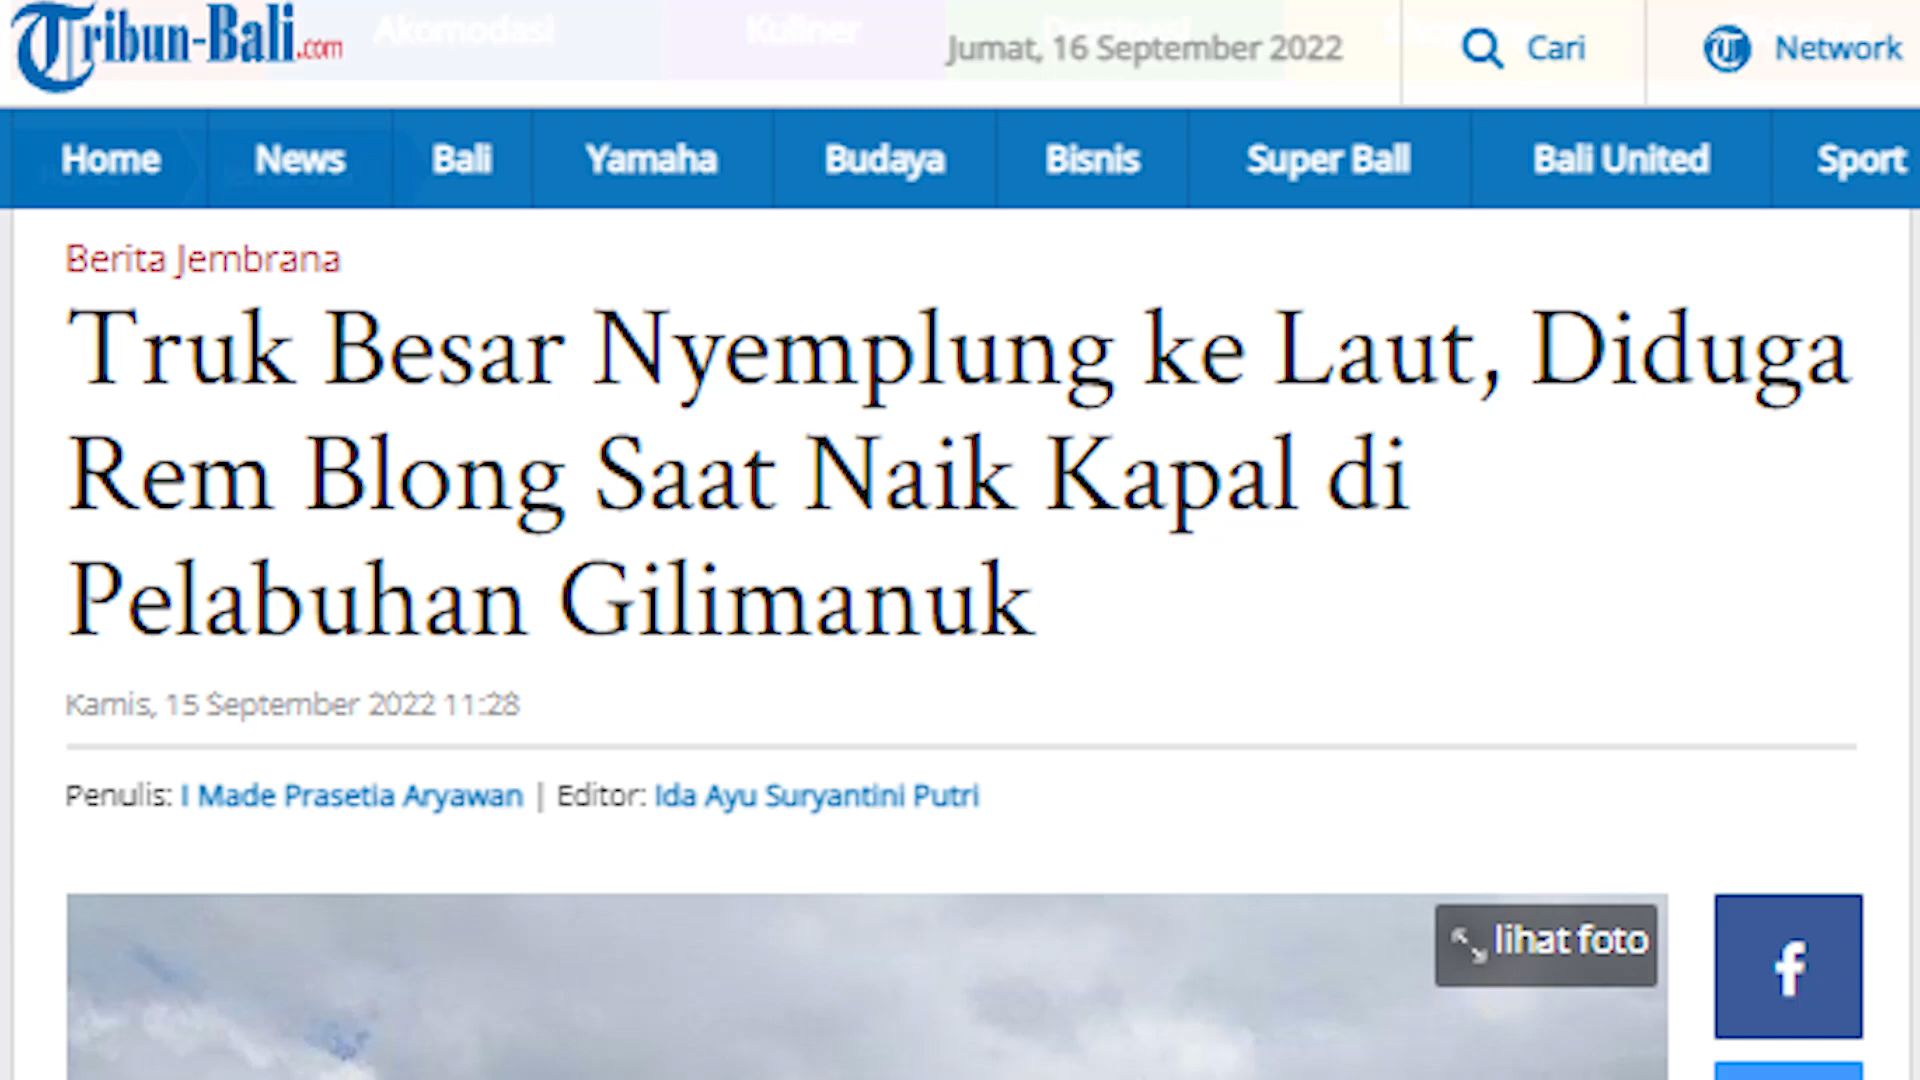 Tribun-Bali.com
Akomodasi
Kuliner
Jumat, 16 September 2022
Cari
Network
Home
News
Bali
Yamaha
Budaya
Bisnis
Super Ball
Bali United
Sport
Berita Jembrana
Truk Besar Nyemplung ke Laut, Diduga
Rem Blong Saat Naik Kapal di
Pelabuhan Gilimanuk
Kamis, 15 September 2022 11:28
Penulis: I Made Prasetia Aryawan | Editor: Ida Ayu Suryantini Putri
lihat foto
f